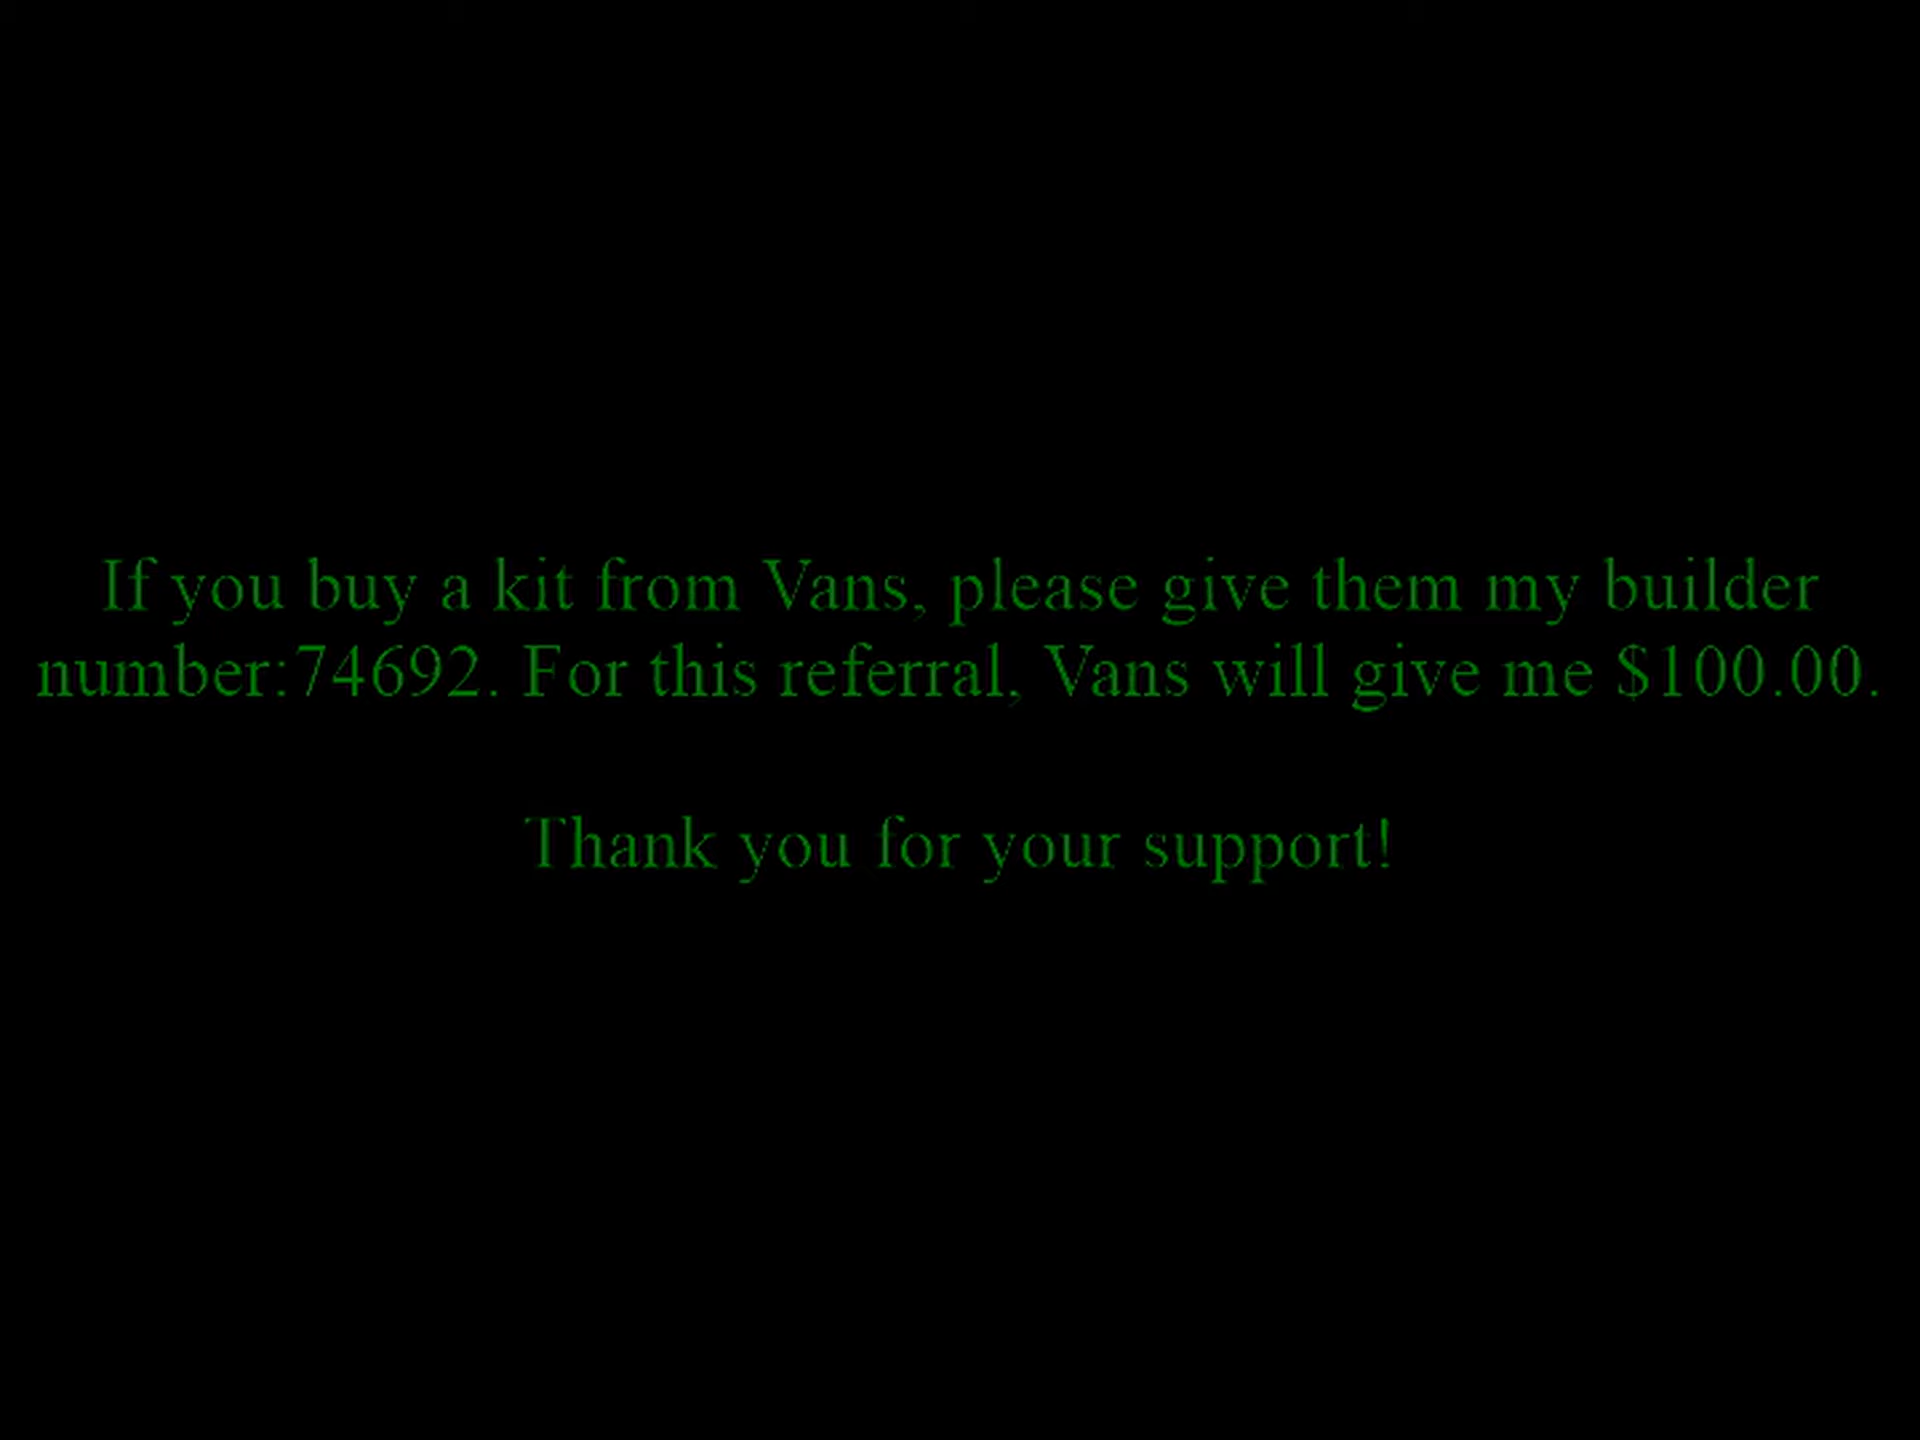 If you buy a kit from Vans, please give them my builder
number:74692. For this referral, Vans will give me $100.00.
Thank you for your support!